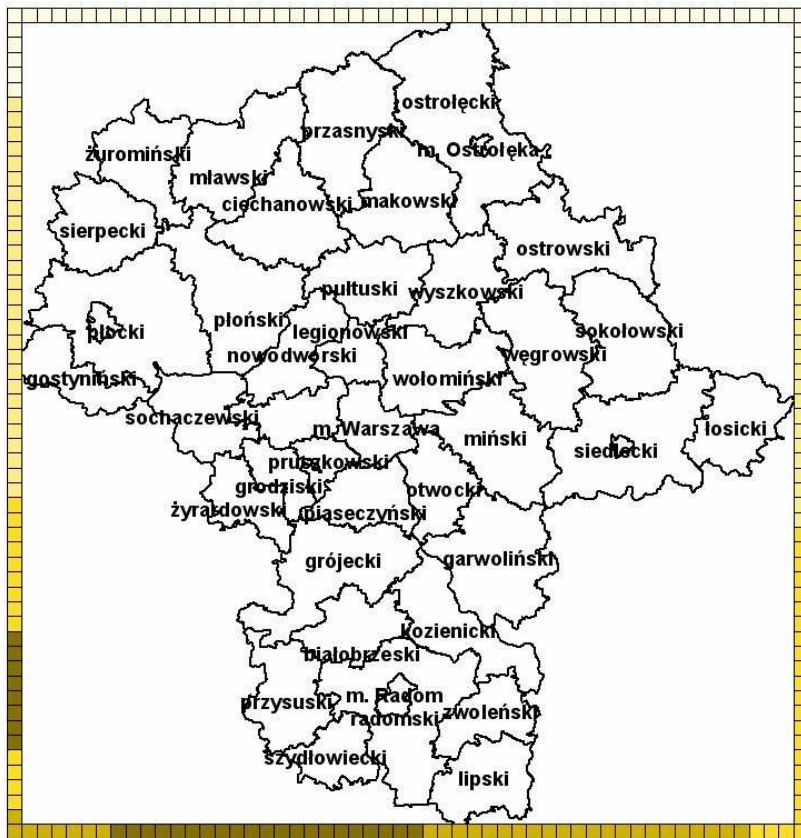 ostrołęcki
przasnyski
m. Ostrołęka
żuromiński
mławski
ciechanowski
makowski
sierpecki
ostrowski
pułtuski
wyszkowski
płoński
legionowski
sokołowski
płocki
nowodworski
węgrowski
gostyniński
wołomiński
sochaczewski
m. Warszawa
miński
łosicki
siedlecki
pruszkowski
grodziski
otwocki
żyrardowski
piaseczyński
grójecki
garwoliński
kozienicki
białobrzeski
m. Radom
przysuski
radomski
zwoleński
szydłowiecki
lipski